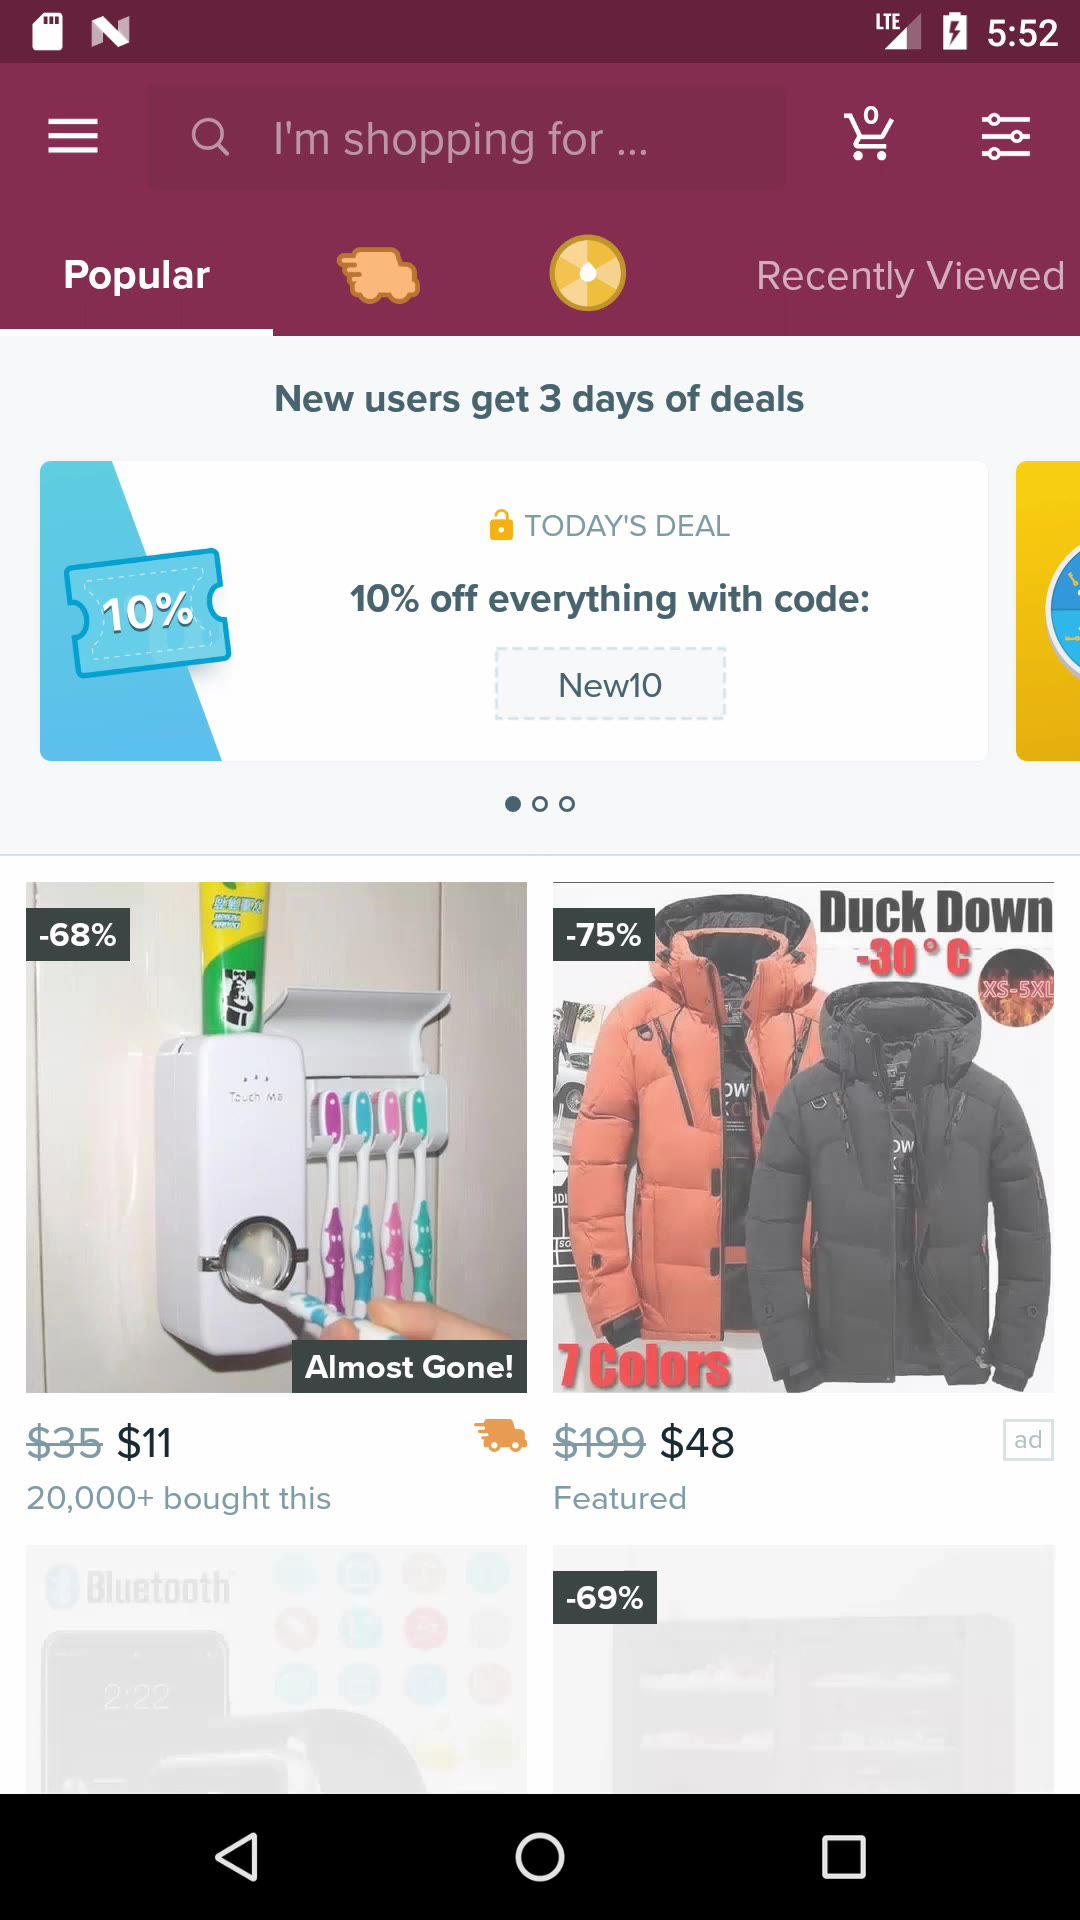 LTE 5:52
I'm shopping for ...
0
Popular
Recently Viewed
New users get 3 days of deals
TODAY'S DEAL
10% off everything with code:
10%
New10
-68%
Touch Me
Almost Gone!
-75%
Duck Down
-30°C
XS-5XL
7 Colors
$35 $11
20,000+ bought this
$199 $48
ad
Featured
Bluetooth
2:22
-69%